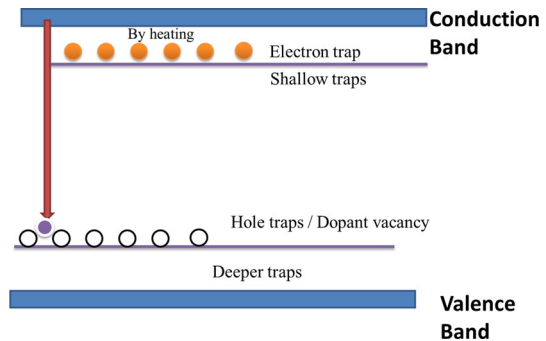 Conduction
Band
By heating
Electron trap
Shallow traps
Hole traps / Dopant vacancy
Deeper traps
Valence
Band